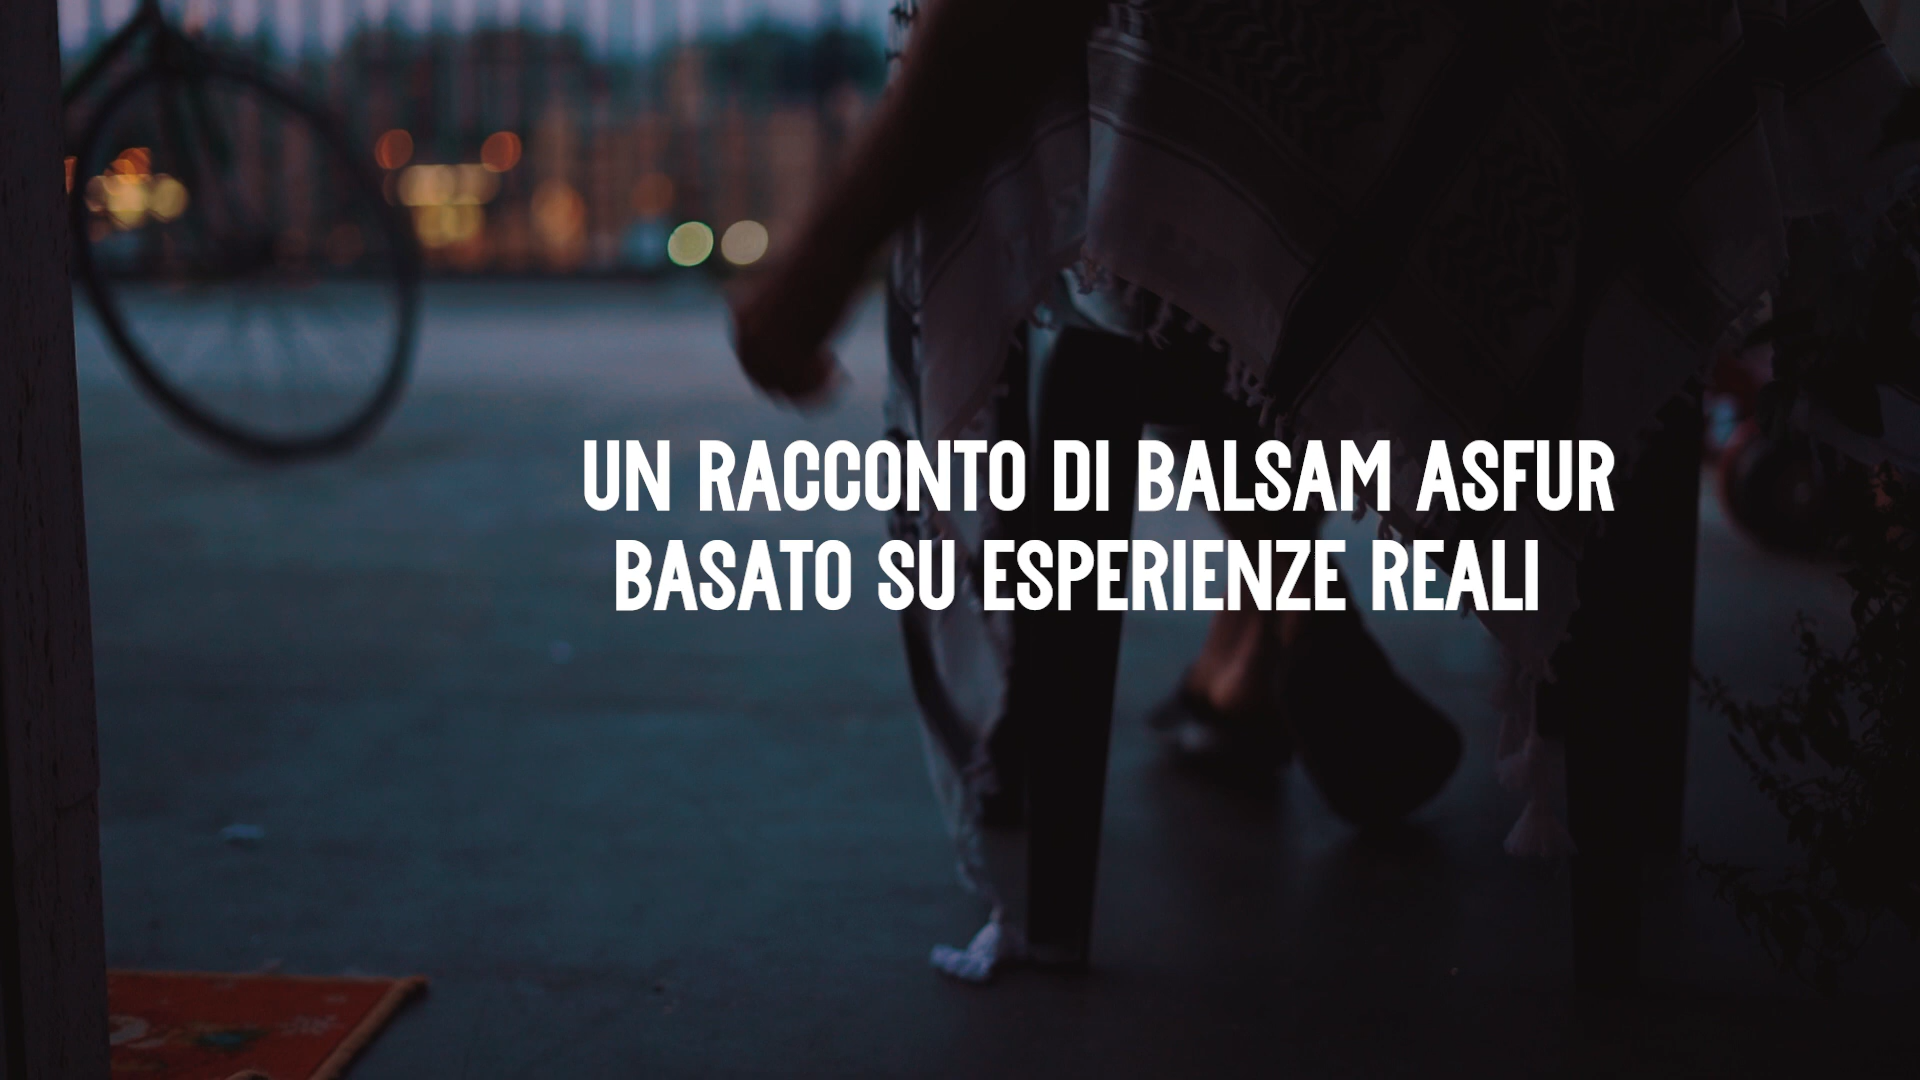 UN RACCONTO DI BALSAM ASFUR
BASATO SU ESPERIENZE REALI